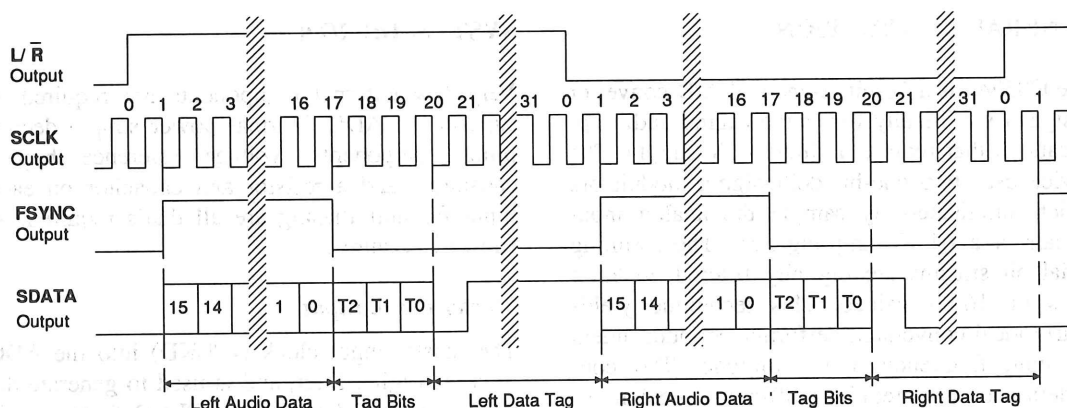 L/ R
Output
0 1 2 3 16 17 18 19 20 21 31 0 1 2 3 16 17 18 19 20 21 31 0 1
SCLK
Output
FSYNC
Output
SDATA
Output
15 14 1 0 T2 T1 T0 15 14 1 0 T2 T1 T0
Left Audio Data Tag Bits Left Data Tag Right Audio Data Tag Bits Right Data Tag